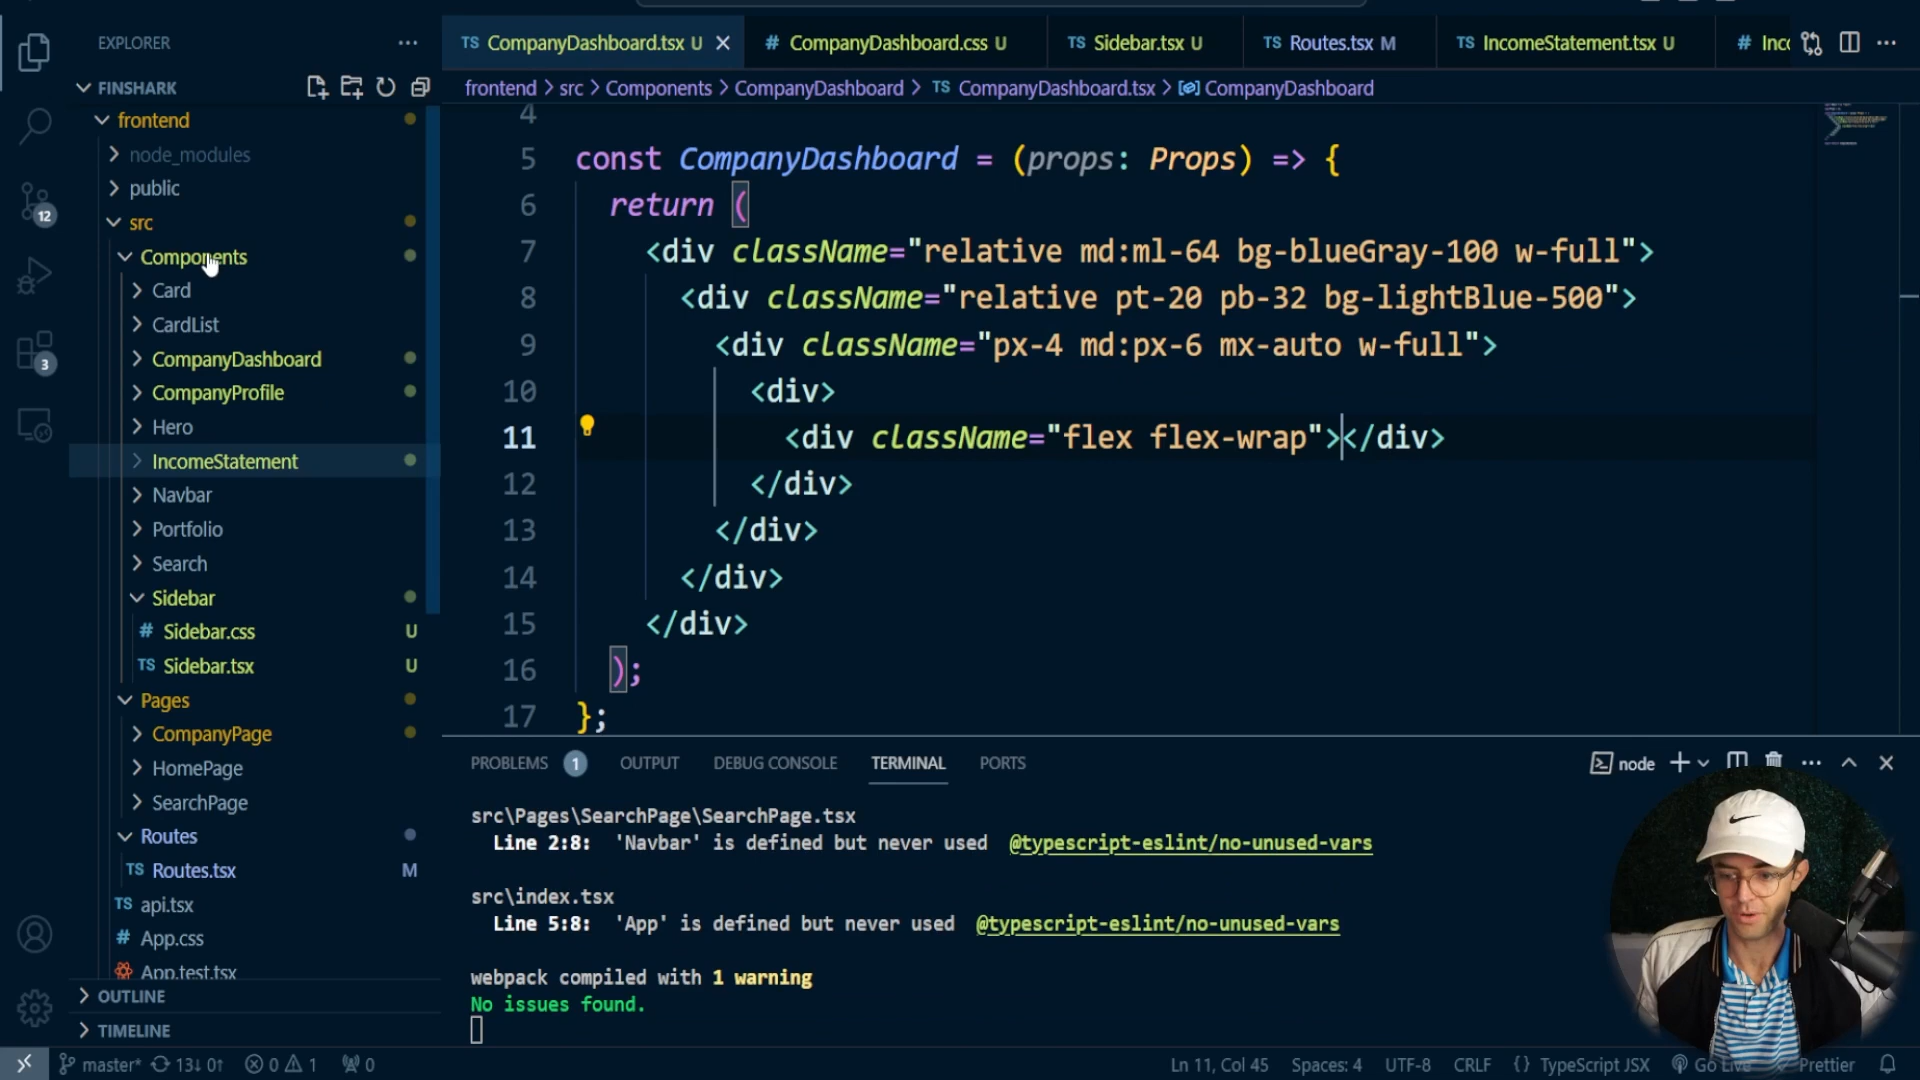 EXPLORER
FINSHARK
frontend
node_modules
public
src
Components
Card
CardList
CompanyDashboard
CompanyProfile
Hero
IncomeStatement
Navbar
Portfolio
Search
Sidebar
# Sidebar.css U
TS Sidebar.tsx U
Pages
CompanyPage
HomePage
SearchPage
Routes
TS Routes.tsx M
TS api.tsx
# App.css
App.test.tsx
OUTLINE
TIMELINE
12
3
TS CompanyDashboard.tsx U
# CompanyDashboard.css U
TS Sidebar.tsx U
TS Routes.tsx M
TS IncomeStatement.tsx U
# Inc
frontend > src > Components > CompanyDashboard > TS CompanyDashboard.tsx > CompanyDashboard
4
5 const CompanyDashboard = (props: Props) => {
6 return (
7 <div className="relative md:ml-64 bg-blueGray-100 w-full">
8 <div className="relative pt-20 pb-32 bg-lightBlue-500">
9 <div className="px-4 md:px-6 mx-auto w-full">
10 <div>
11 <div className="flex flex-wrap"></div>
12 </div>
13 </div>
14 </div>
15 </div>
16 );
17 };
PROBLEMS 1 OUTPUT DEBUG CONSOLE TERMINAL PORTS
node
src\Pages\SearchPage\SearchPage.tsx
Line 2:8: 'Navbar' is defined but never used @typescript-eslint/no-unused-vars
src\index.tsx
Line 5:8: 'App' is defined but never used @typescript-eslint/no-unused-vars
webpack compiled with 1 warning
No issues found.
master* 13↓ 0↑ 0 1 0
Ln 11, Col 45 Spaces: 4 UTF-8 CRLF {} TypeScript JSX Go Live Prettier